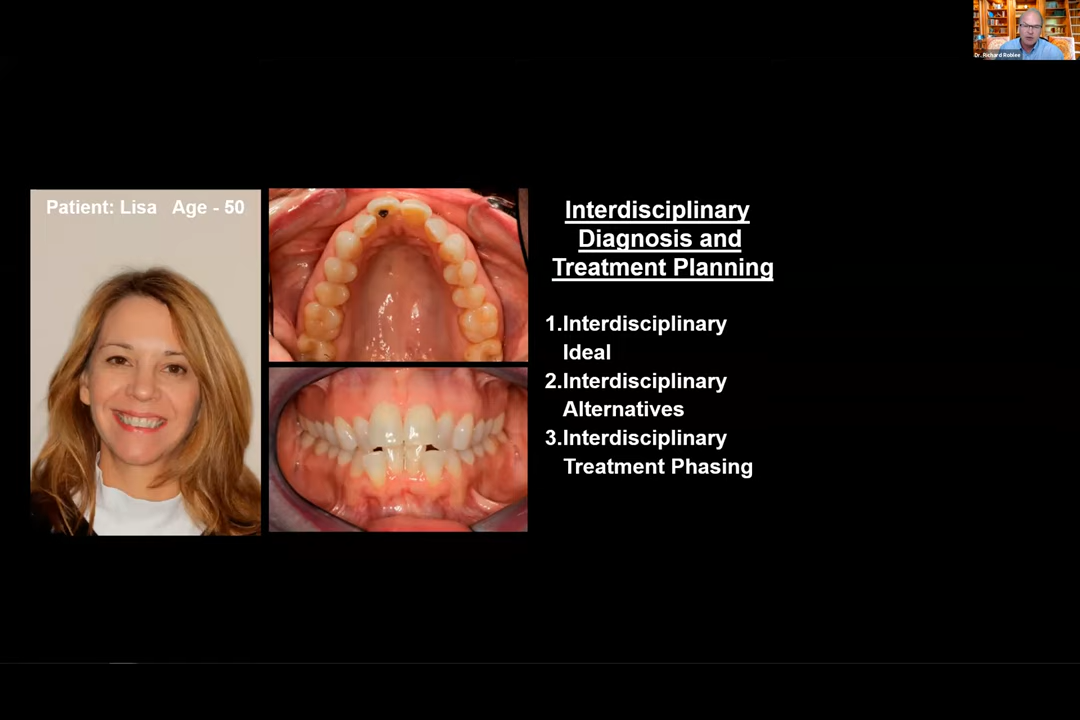 Dr. Richard Roblee
Patient: Lisa Age - 50
Interdisciplinary
Diagnosis and
Treatment Planning
1.Interdisciplinary
Ideal
2.Interdisciplinary
Alternatives
3.Interdisciplinary
Treatment Phasing